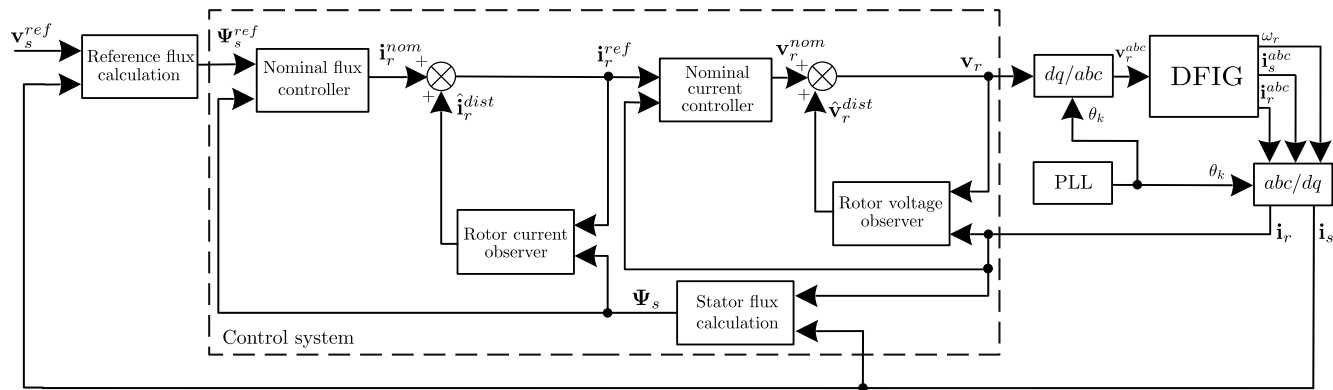 v_s^{ref}
Reference flux
calculation
Ψ_s^{ref}
Nominal flux
controller
i_r^{nom}
+
+
î_r^{dist}
i_r^{ref}
Nominal
current
controller
v_r^{nom}
+
+
v̂_r^{dist}
v_r
dq/abc
v_r^{abc}
DFIG
ω_r
i_s^{abc}
i_r^{abc}
θ_k
PLL
θ_k
abc/dq
i_r
i_s
Rotor voltage
observer
Rotor current
observer
Ψ_s
Stator flux
calculation
Control system